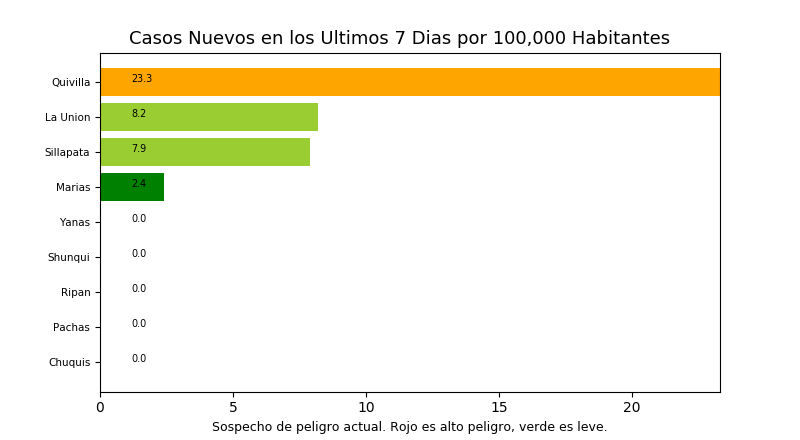 Casos Nuevos en los Ultimos 7 Dias por 100,000 Habitantes
Quivilla 23.3
La Union 8.2
Sillapata 7.9
Marias 2.4
Yanas 0.0
Shunqui 0.0
Ripan 0.0
Pachas 0.0
Chuquis 0.0
0 5 10 15 20
Sospecho de peligro actual. Rojo es alto peligro, verde es leve.